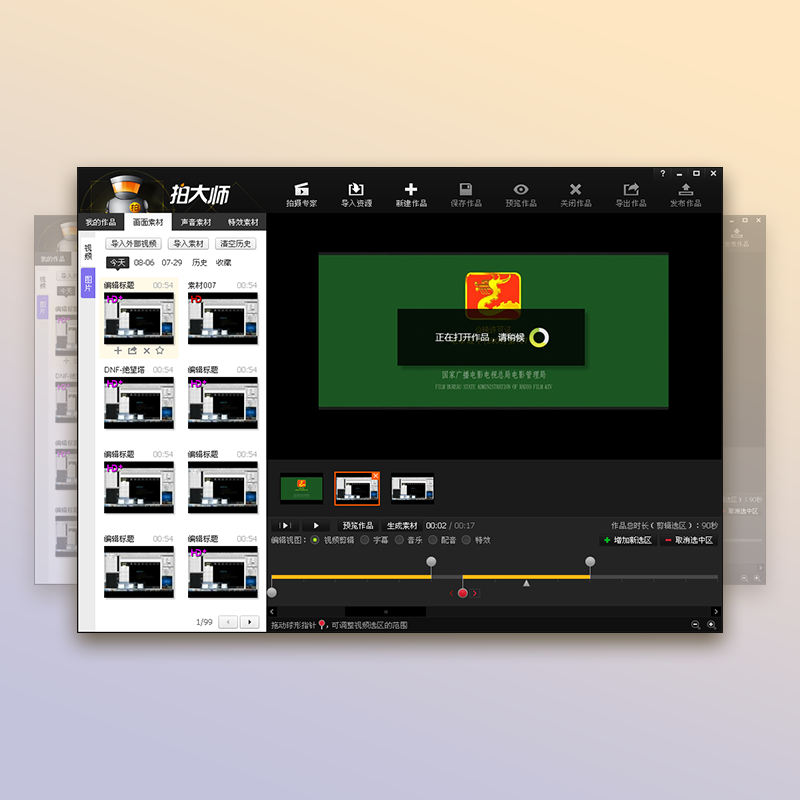 拍大师
拍摄专家 导入资源 新建作品 保存作品 预览作品 关闭作品 导出作品 发布作品
我的作品 画面素材 声音素材 特效素材
视频
图片
导入外部视频 导入素材 清空历史
今天 08-06 07-29 历史 收藏
编辑标题 00:54 素材007 00:54
HD+ HD
DNF-绝望塔 00:54 编辑标题 00:54
HD+ HD+
编辑标题 00:54 编辑标题 00:54
HD+
编辑标题 00:54 编辑标题 00:54
HD+
1/99
正在打开作品，请稍候
国家广播电影电视总局电影管理局
FILM BUREAU STATE ADMINISTRATION OF RADIO FILM &TV
预览作品 生成素材 00:02 / 00:17 作品总时长（剪辑选区）：90秒
编辑视图： 视频剪辑 字幕 音乐 配音 特效 增加新选区 取消选中区
拖动球形指针 ，可调整视频选区的范围
我的作品
今天